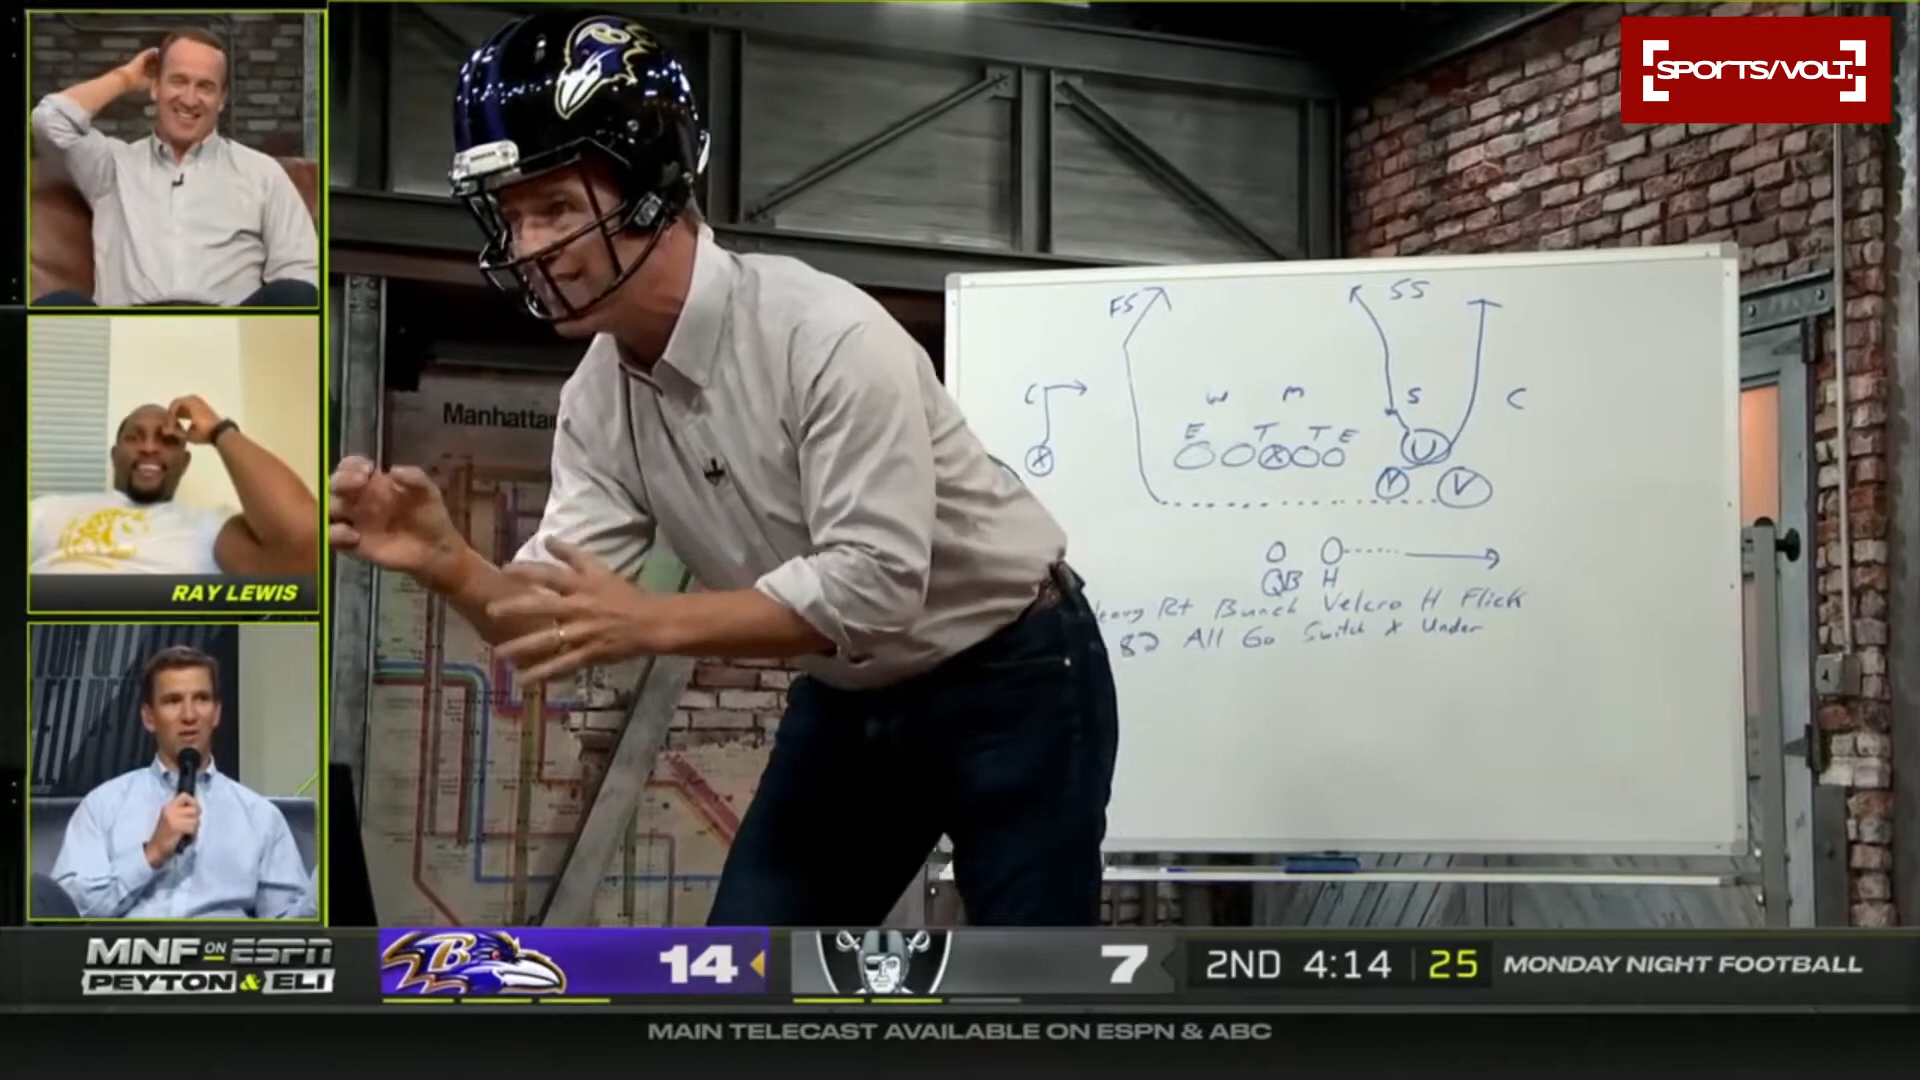 SPORTS/VOLT.
FS
SS
C
W
M
S
C
E
T
T
E
X
X
U
Y
V
Manhattan
QB
H
Rt Bunch Velcro H Flick
82 All Go Switch X Under
RAY LEWIS
MNF ON ESPN
PEYTON & ELI
B
14
7
2ND 4:14
25
MONDAY NIGHT FOOTBALL
MAIN TELECAST AVAILABLE ON ESPN & ABC